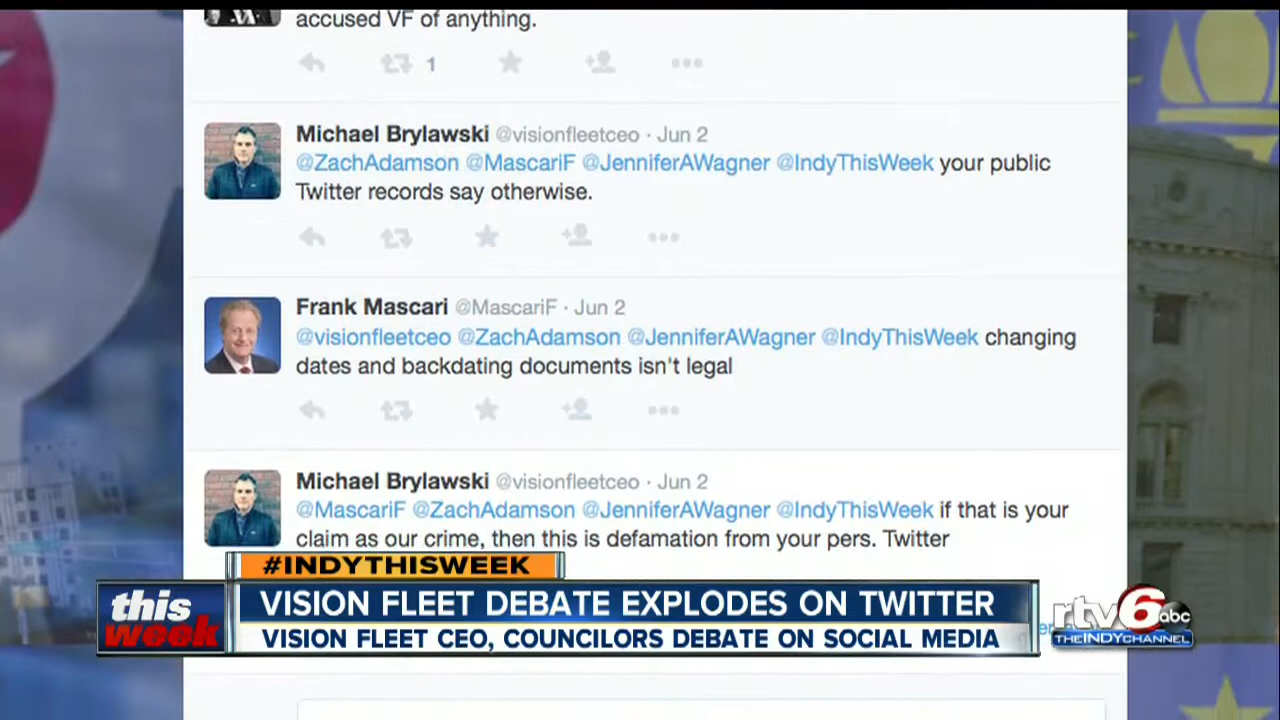 accused VF of anything.
1
Michael Brylawski @visionfleetceo · Jun 2
@ZachAdamson @MascariF @JenniferAWagner @IndyThisWeek your public
Twitter records say otherwise.
Frank Mascari @MascariF · Jun 2
@visionfleetceo @ZachAdamson @JenniferAWagner @IndyThisWeek changing
dates and backdating documents isn't legal
Michael Brylawski @visionfleetceo · Jun 2
@MascariF @ZachAdamson @JenniferAWagner @IndyThisWeek if that is your
claim as our crime, then this is defamation from your pers. Twitter
#INDYTHISWEEK
this week
VISION FLEET DEBATE EXPLODES ON TWITTER
VISION FLEET CEO, COUNCILORS DEBATE ON SOCIAL MEDIA
rtv6 abc
THEINDYCHANNEL